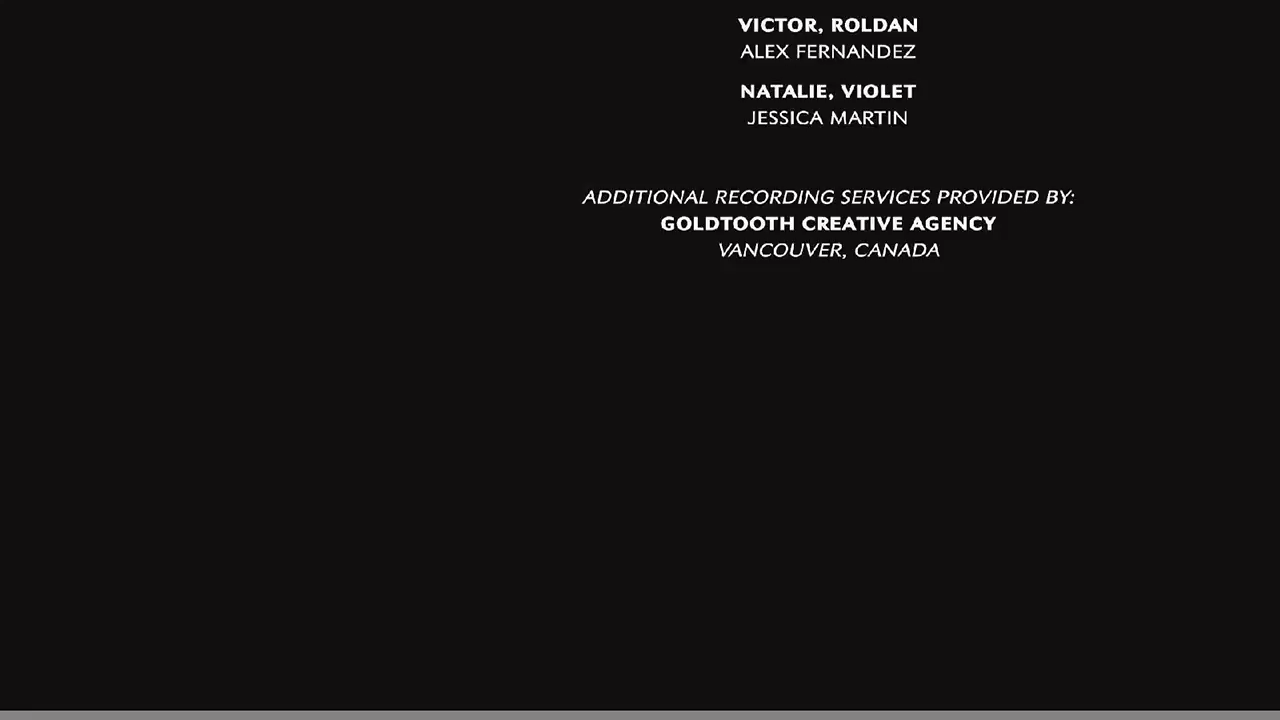 VICTOR, ROLDAN
ALEX FERNANDEZ
NATALIE, VIOLET
JESSICA MARTIN
ADDITIONAL RECORDING SERVICES PROVIDED BY:
GOLDTOOTH CREATIVE AGENCY
VANCOUVER, CANADA